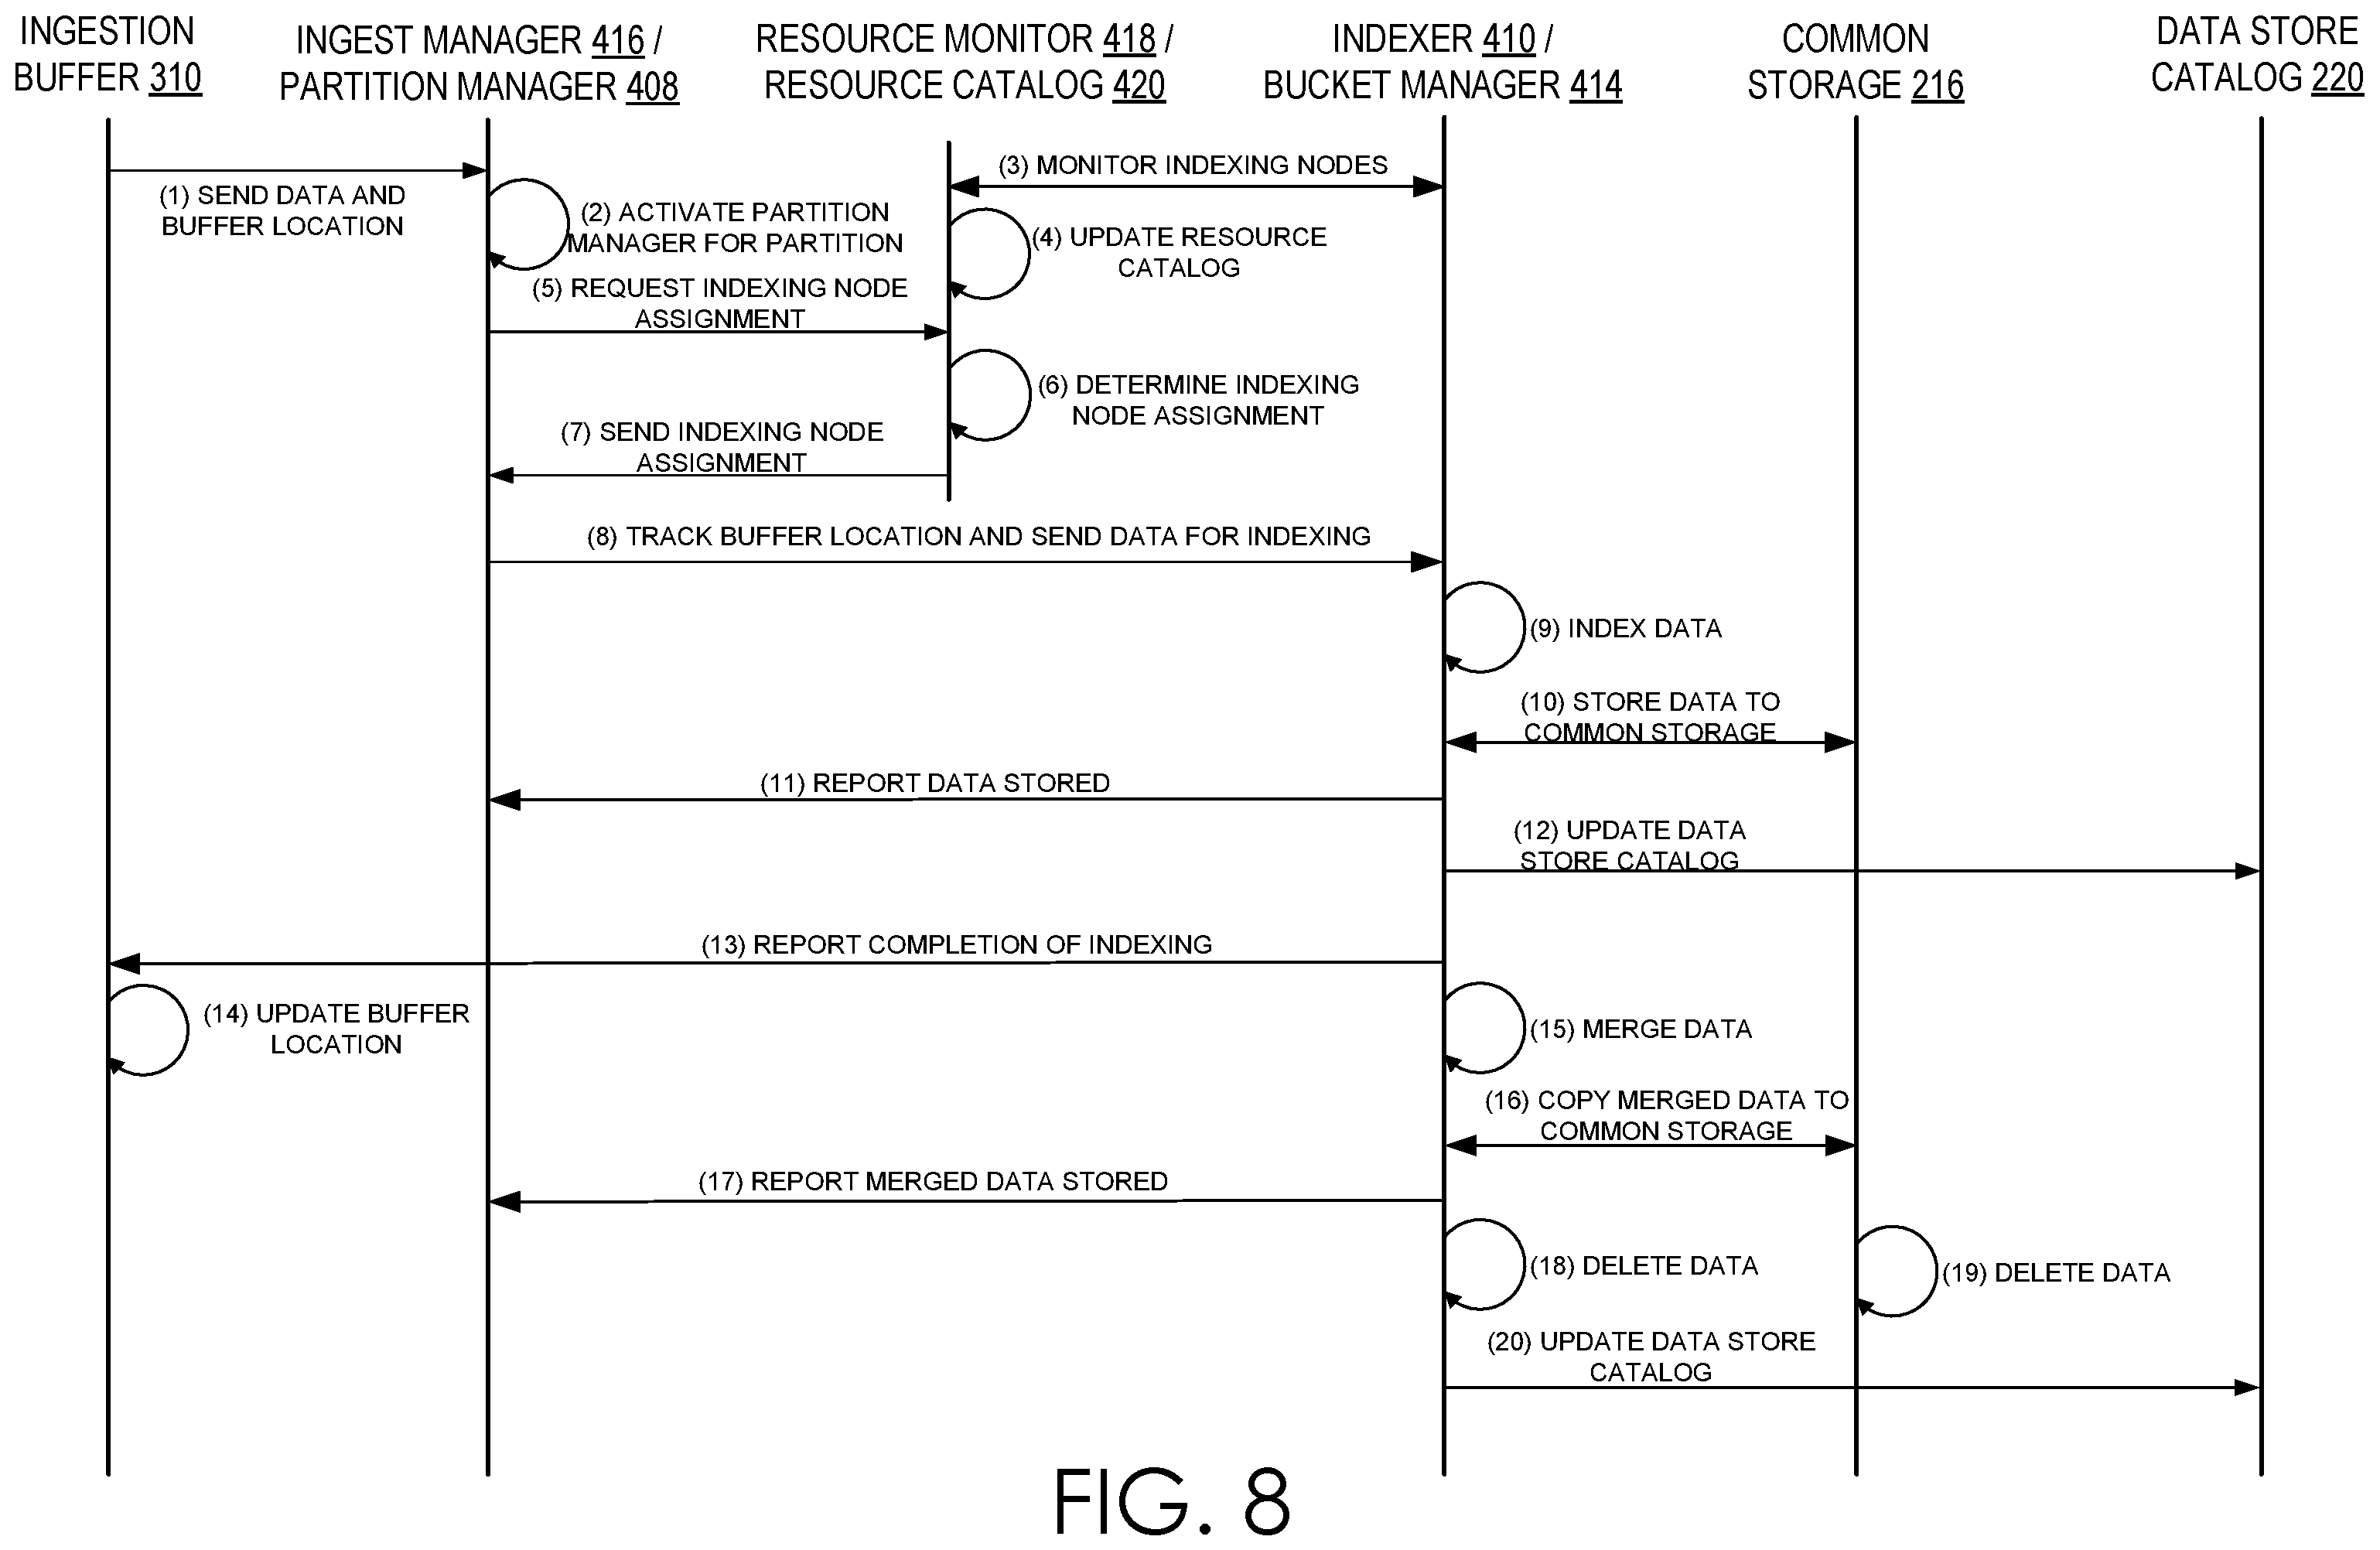 INGESTION
BUFFER 310
INGEST MANAGER 416 /
PARTITION MANAGER 408
RESOURCE MONITOR 418 /
RESOURCE CATALOG 420
INDEXER 410 /
BUCKET MANAGER 414
COMMON
STORAGE 216
DATA STORE
CATALOG 220
(1) SEND DATA AND
BUFFER LOCATION
(2) ACTIVATE PARTITION
MANAGER FOR PARTITION
(3) MONITOR INDEXING NODES
(4) UPDATE RESOURCE
CATALOG
(5) REQUEST INDEXING NODE
ASSIGNMENT
(6) DETERMINE INDEXING
NODE ASSIGNMENT
(7) SEND INDEXING NODE
ASSIGNMENT
(8) TRACK BUFFER LOCATION AND SEND DATA FOR INDEXING
(9) INDEX DATA
(10) STORE DATA TO
COMMON STORAGE
(11) REPORT DATA STORED
(12) UPDATE DATA
STORE CATALOG
(13) REPORT COMPLETION OF INDEXING
(14) UPDATE BUFFER
LOCATION
(15) MERGE DATA
(16) COPY MERGED DATA TO
COMMON STORAGE
(17) REPORT MERGED DATA STORED
(18) DELETE DATA
(19) DELETE DATA
(20) UPDATE DATA STORE
CATALOG
FIG. 8